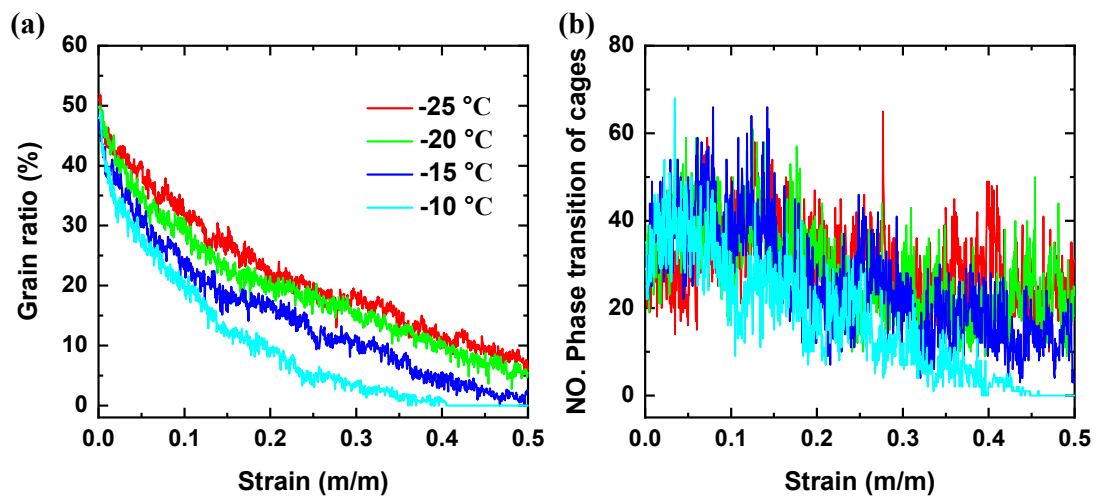 (a)
60
50
40
30
20
10
0
Grain ratio (%)
0.0 0.1 0.2 0.3 0.4 0.5
Strain (m/m)
-25 °C
-20 °C
-15 °C
-10 °C
(b)
80
60
40
20
0
NO. Phase transition of cages
0.0 0.1 0.2 0.3 0.4 0.5
Strain (m/m)